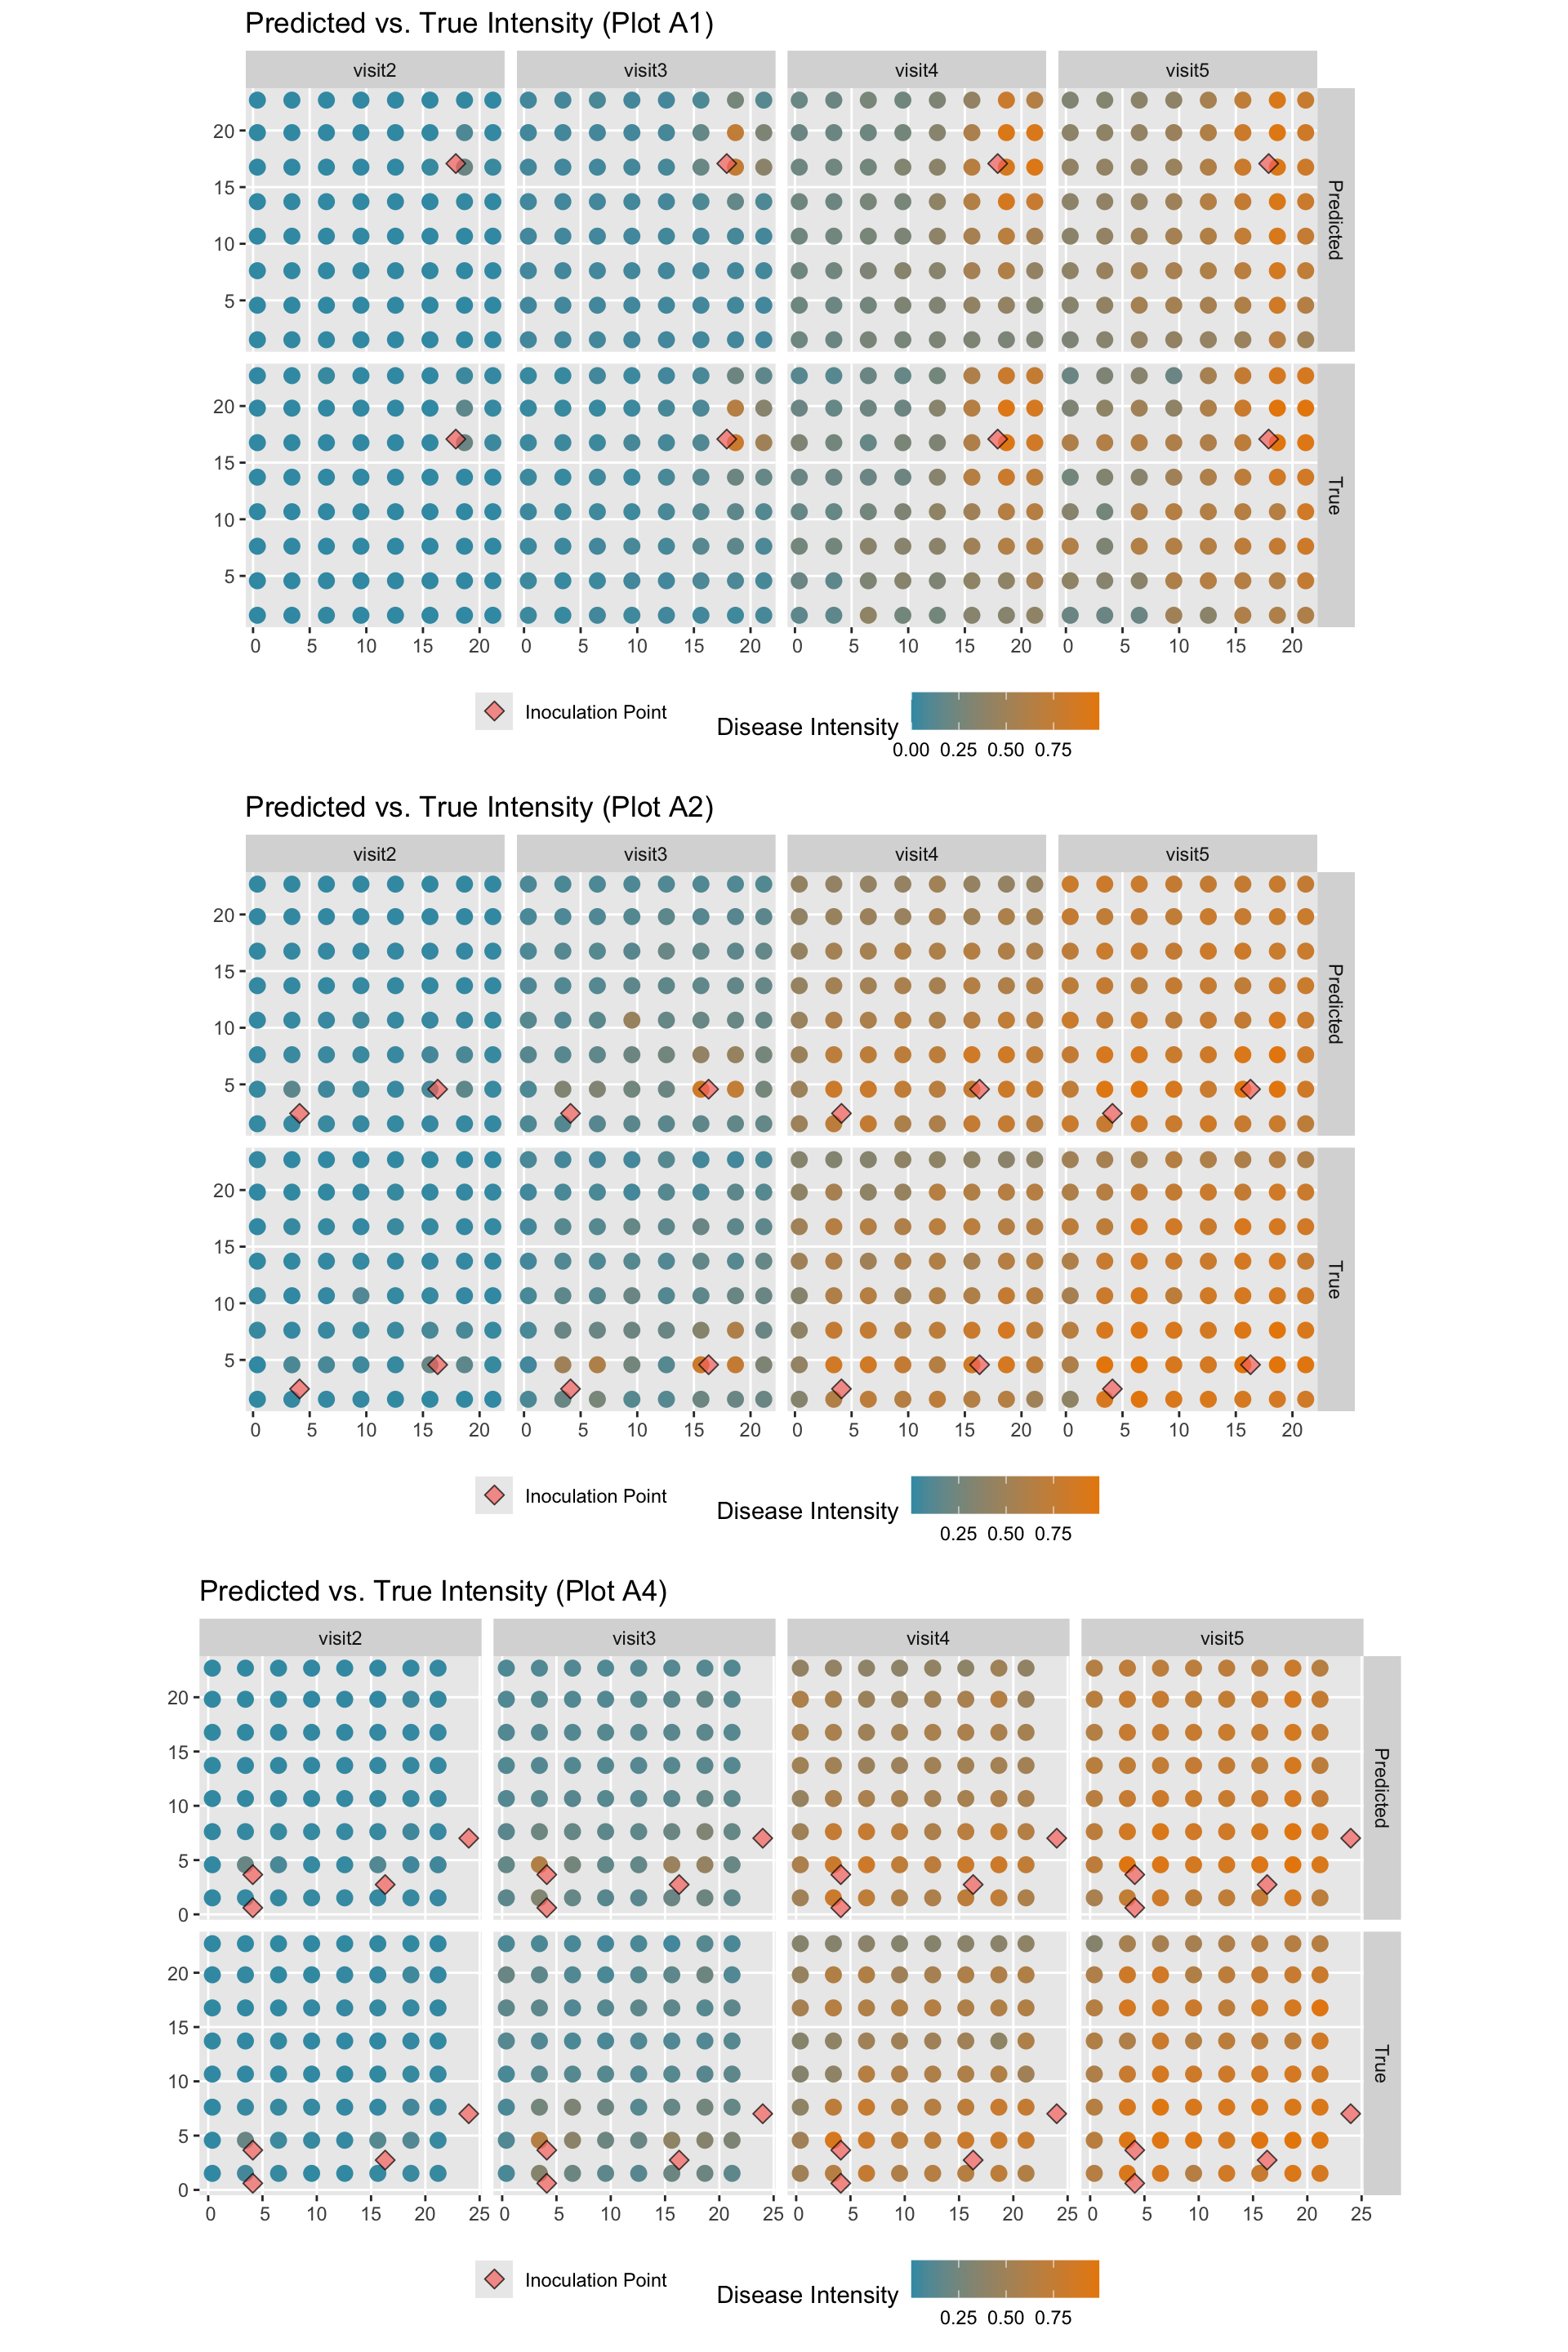 Predicted vs. True Intensity (Plot A1)
visit2 visit3 visit4 visit5
20
15
10
5
Predicted
20
15
10
5
True
0 5 10 15 20 0 5 10 15 20 0 5 10 15 20 0 5 10 15 20
Inoculation Point Disease Intensity
0.00 0.25 0.50 0.75
Predicted vs. True Intensity (Plot A2)
visit2 visit3 visit4 visit5
20
15
10
5
Predicted
20
15
10
5
True
0 5 10 15 20 0 5 10 15 20 0 5 10 15 20 0 5 10 15 20
Inoculation Point Disease Intensity
0.25 0.50 0.75
Predicted vs. True Intensity (Plot A4)
visit2 visit3 visit4 visit5
20
15
10
5
0
Predicted
20
15
10
5
0
True
0 5 10 15 20 25 0 5 10 15 20 25 0 5 10 15 20 25 0 5 10 15 20 25
Inoculation Point Disease Intensity
0.25 0.50 0.75